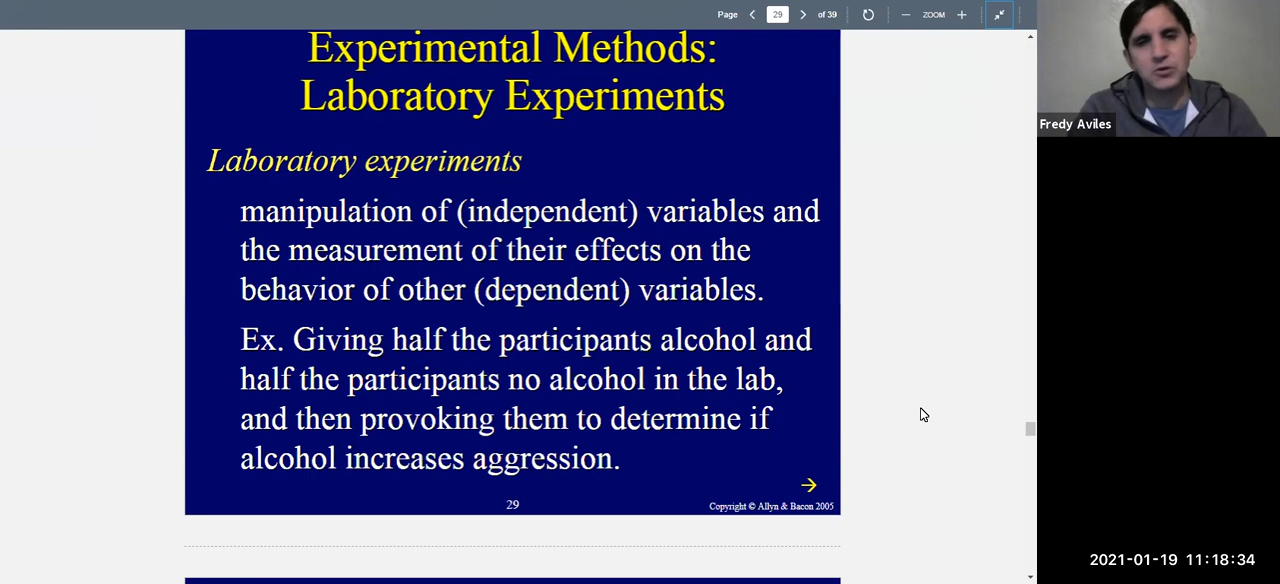 Page 29 of 39 ZOOM
Experimental Methods:
Laboratory Experiments
Laboratory experiments
manipulation of (independent) variables and
the measurement of their effects on the
behavior of other (dependent) variables.
Ex. Giving half the participants alcohol and
half the participants no alcohol in the lab,
and then provoking them to determine if
alcohol increases aggression.
29
Copyright © Allyn & Bacon 2005
Fredy Aviles
2021-01-19 11:18:34